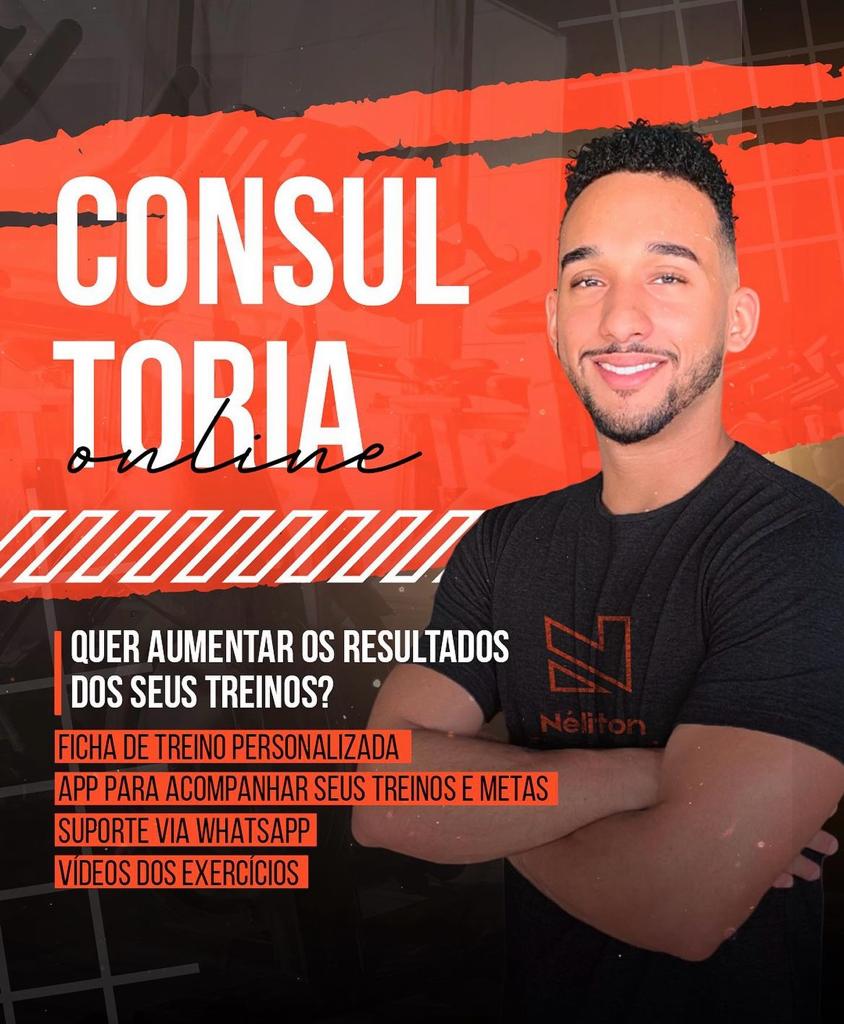 CONSUL
TORIA
online
QUER AUMENTAR OS RESULTADOS
DOS SEUS TREINOS?
Néliton
FICHA DE TREINO PERSONALIZADA
APP PARA ACOMPANHAR SEUS TREINOS E METAS
SUPORTE VIA WHATSAPP
VÍDEOS DOS EXERCÍCIOS